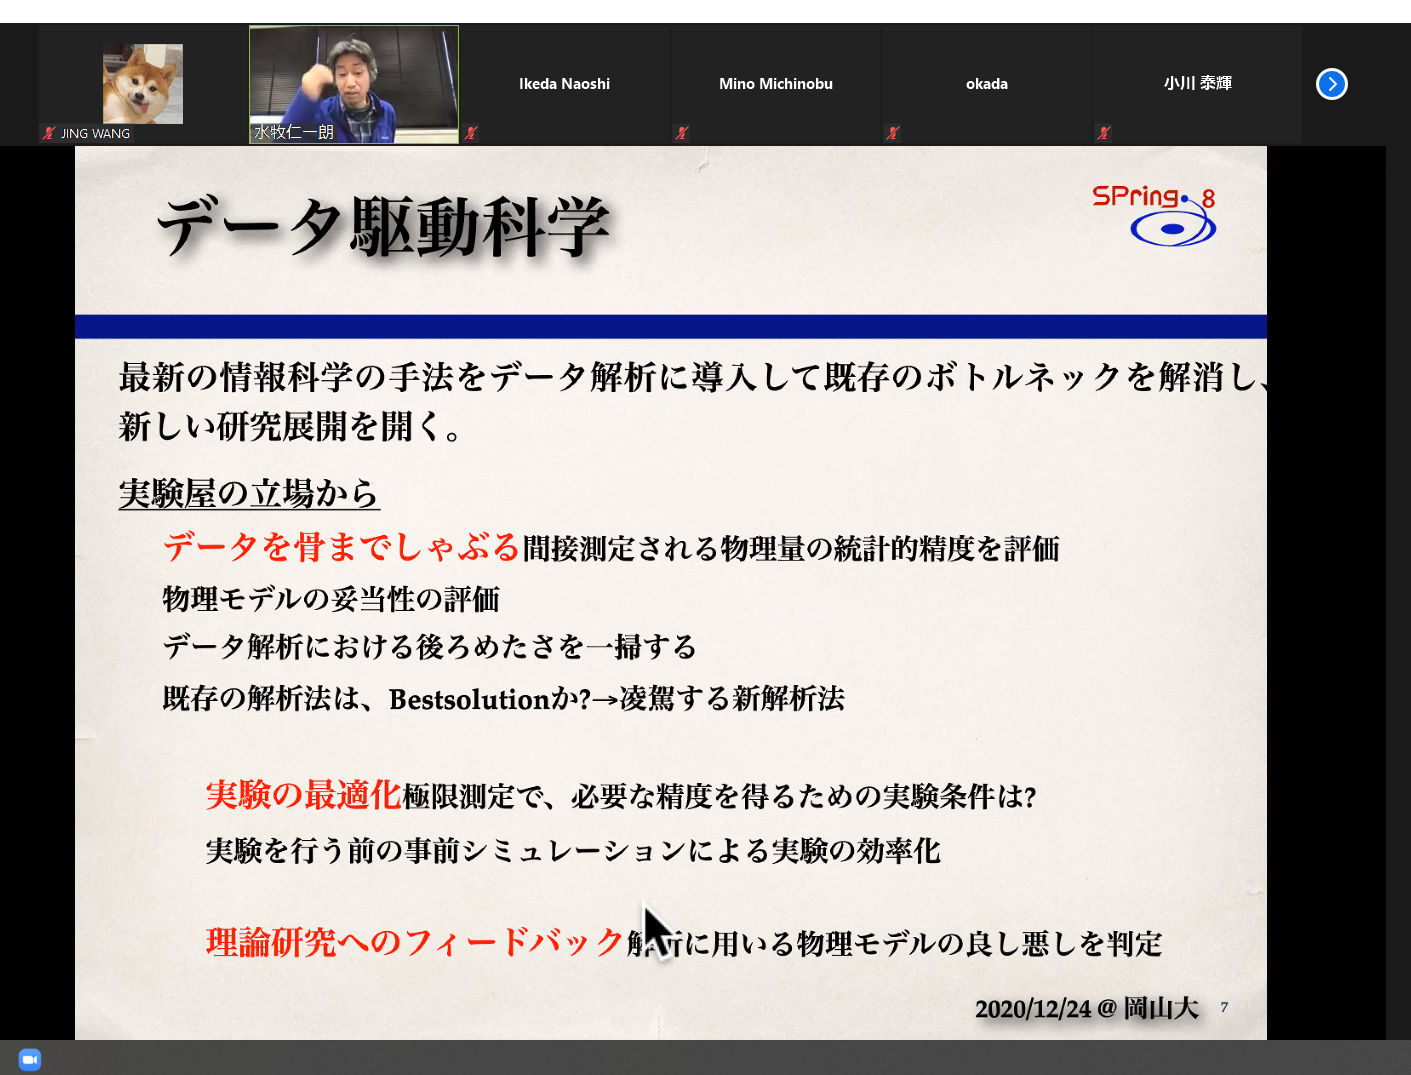 JING WANG
水牧仁一朗
Ikeda Naoshi
Mino Michinobu
okada
小川 泰輝
データ駆動科学
SPring-8
最新の情報科学の手法をデータ解析に導入して既存のボトルネックを解消し、
新しい研究展開を開く。
実験屋の立場から
データを骨までしゃぶる間接測定される物理量の統計的精度を評価
物理モデルの妥当性の評価
データ解析における後ろめたさを一掃する
既存の解析法は、Bestsolutionか?→凌駕する新解析法
実験の最適化極限測定で、必要な精度を得るための実験条件は?
実験を行う前の事前シミュレーションによる実験の効率化
理論研究へのフィードバック解析に用いる物理モデルの良し悪しを判定
2020/12/24 @ 岡山大 7